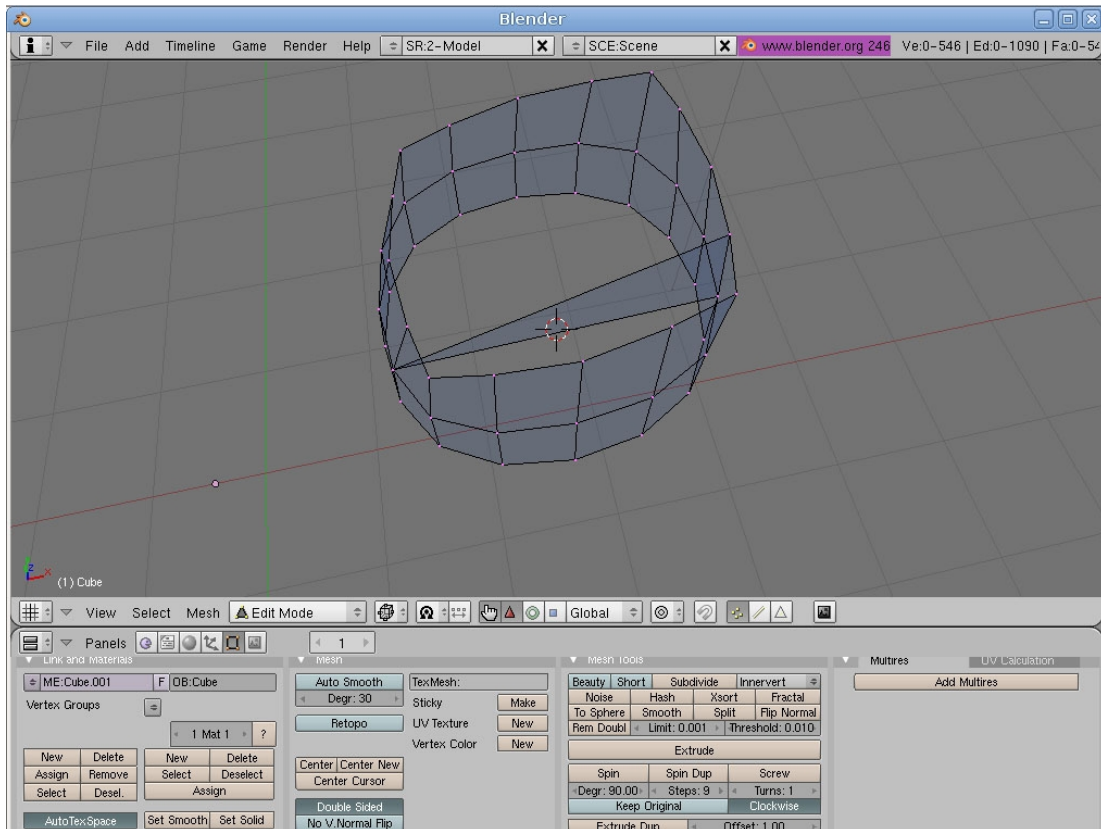 Blender
File Add Timeline Game Render Help SR:2-Model SCE:Scene www.blender.org 246 Ve:0-546 | Ed:0-1090 | Fa:0-54
z
x
(1) Cube
View Select Mesh Edit Mode Global
Panels 1
Link and Materials Mesh Mesh Tools Multires UV Calculation
ME:Cube.001 F OB:Cube
Vertex Groups
1 Mat 1 ?
New Delete New Delete
Assign Remove Select Deselect
Select Desel. Assign
AutoTexSpace Set Smooth Set Solid
Auto Smooth TexMesh:
Degr: 30 Sticky Make
Retopo UV Texture New
Vertex Color New
Center Center New
Center Cursor
Double Sided
No V.Normal Flip
Beauty Short Subdivide Innervert
Noise Hash Xsort Fractal
To Sphere Smooth Split Flip Normal
Rem Doubl Limit: 0.001 Threshold: 0.010
Extrude
Spin Spin Dup Screw
Degr: 90.00 Steps: 9 Turns: 1
Keep Original Clockwise
Extrude Dup Offset: 1.00
Add Multires